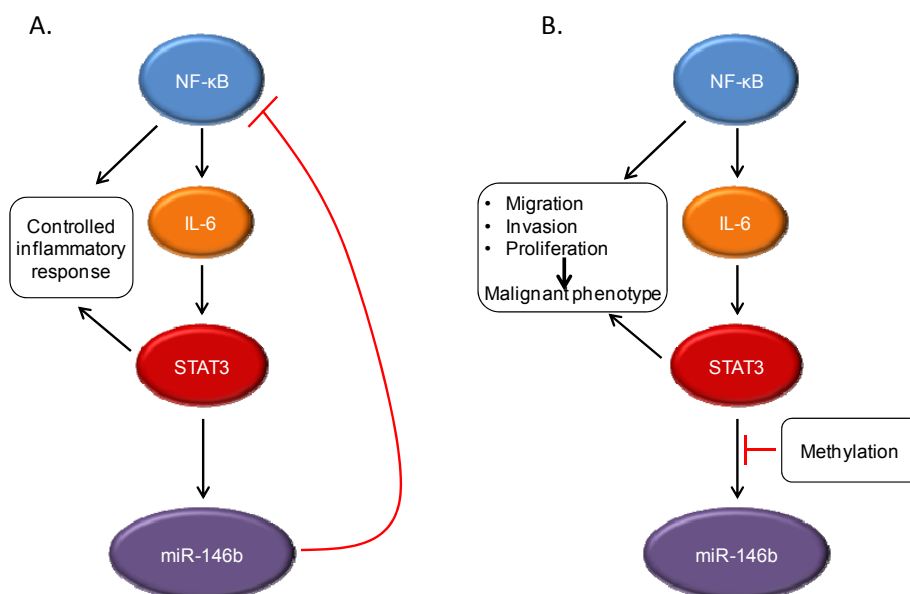 A.
NF-κB
IL-6
Controlled
inflammatory
response
STAT3
miR-146b
B.
NF-κB
• Migration
• Invasion
• Proliferation
Malignant phenotype
IL-6
STAT3
Methylation
miR-146b